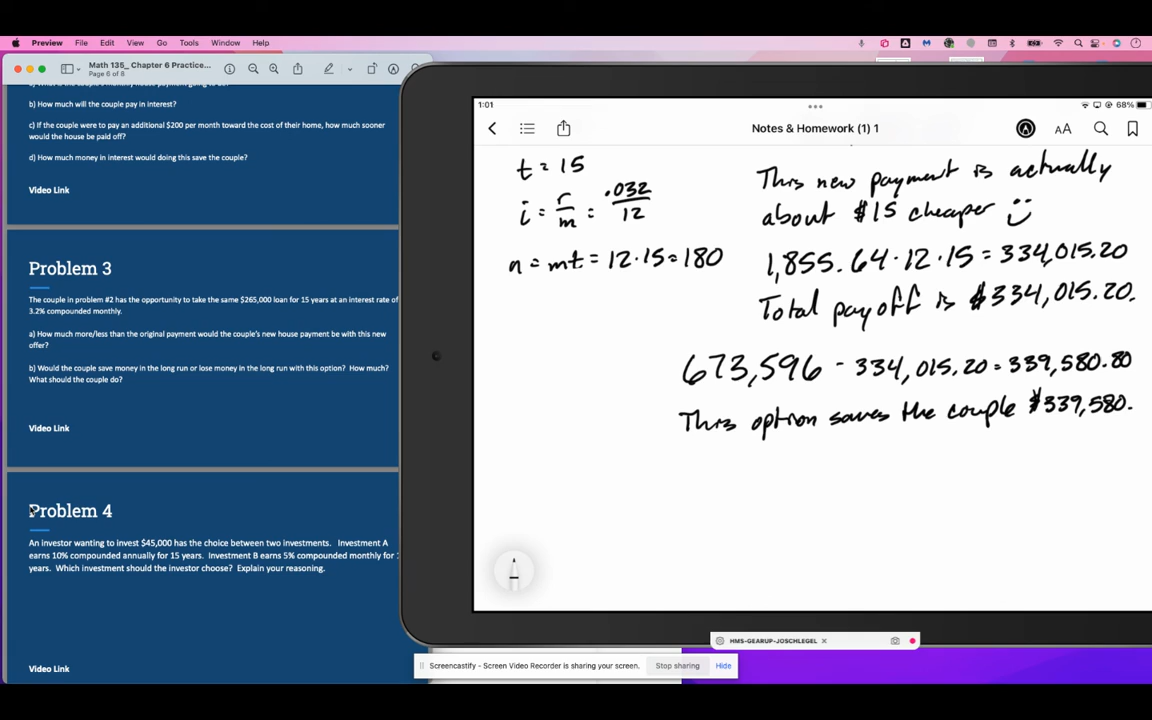 Preview File Edit View Go Tools Window Help
Math 135_ Chapter 6 Practice...
Page 6 of 8
b) How much will the couple pay in interest?
c) If the couple were to pay an additional $200 per month toward the cost of their home, how much sooner
would the house be paid off?
d) How much money in interest would doing this save the couple?
Video Link
Problem 3
The couple in problem #2 has the opportunity to take the same $265,000 loan for 15 years at an interest rate of
3.2% compounded monthly.
a) How much more/less than the original payment would the couple's new house payment be with this new
offer?
b) Would the couple save money in the long run or lose money in the long run with this option? How much?
What should the couple do?
Video Link
Problem 4
An investor wanting to invest $45,000 has the choice between two investments. Investment A
earns 10% compounded annually for 15 years. Investment B earns 5% compounded monthly for
years. Which investment should the investor choose? Explain your reasoning.
Video Link
1:01
68%
Notes & Homework (1) 1
AA
t = 15
i = r/m = .032/12
n = mt = 12·15 = 180
This new payment is actually
about $15 cheaper
1,855.64·12·15 = 334,015.20
Total payoff is $334,015.20.
673,596 - 334,015.20 = 339,580.80
This option saves the couple $339,580.
HMS-GEARUP-JOSCHLEGEL
Screencastify - Screen Video Recorder is sharing your screen. Stop sharing Hide